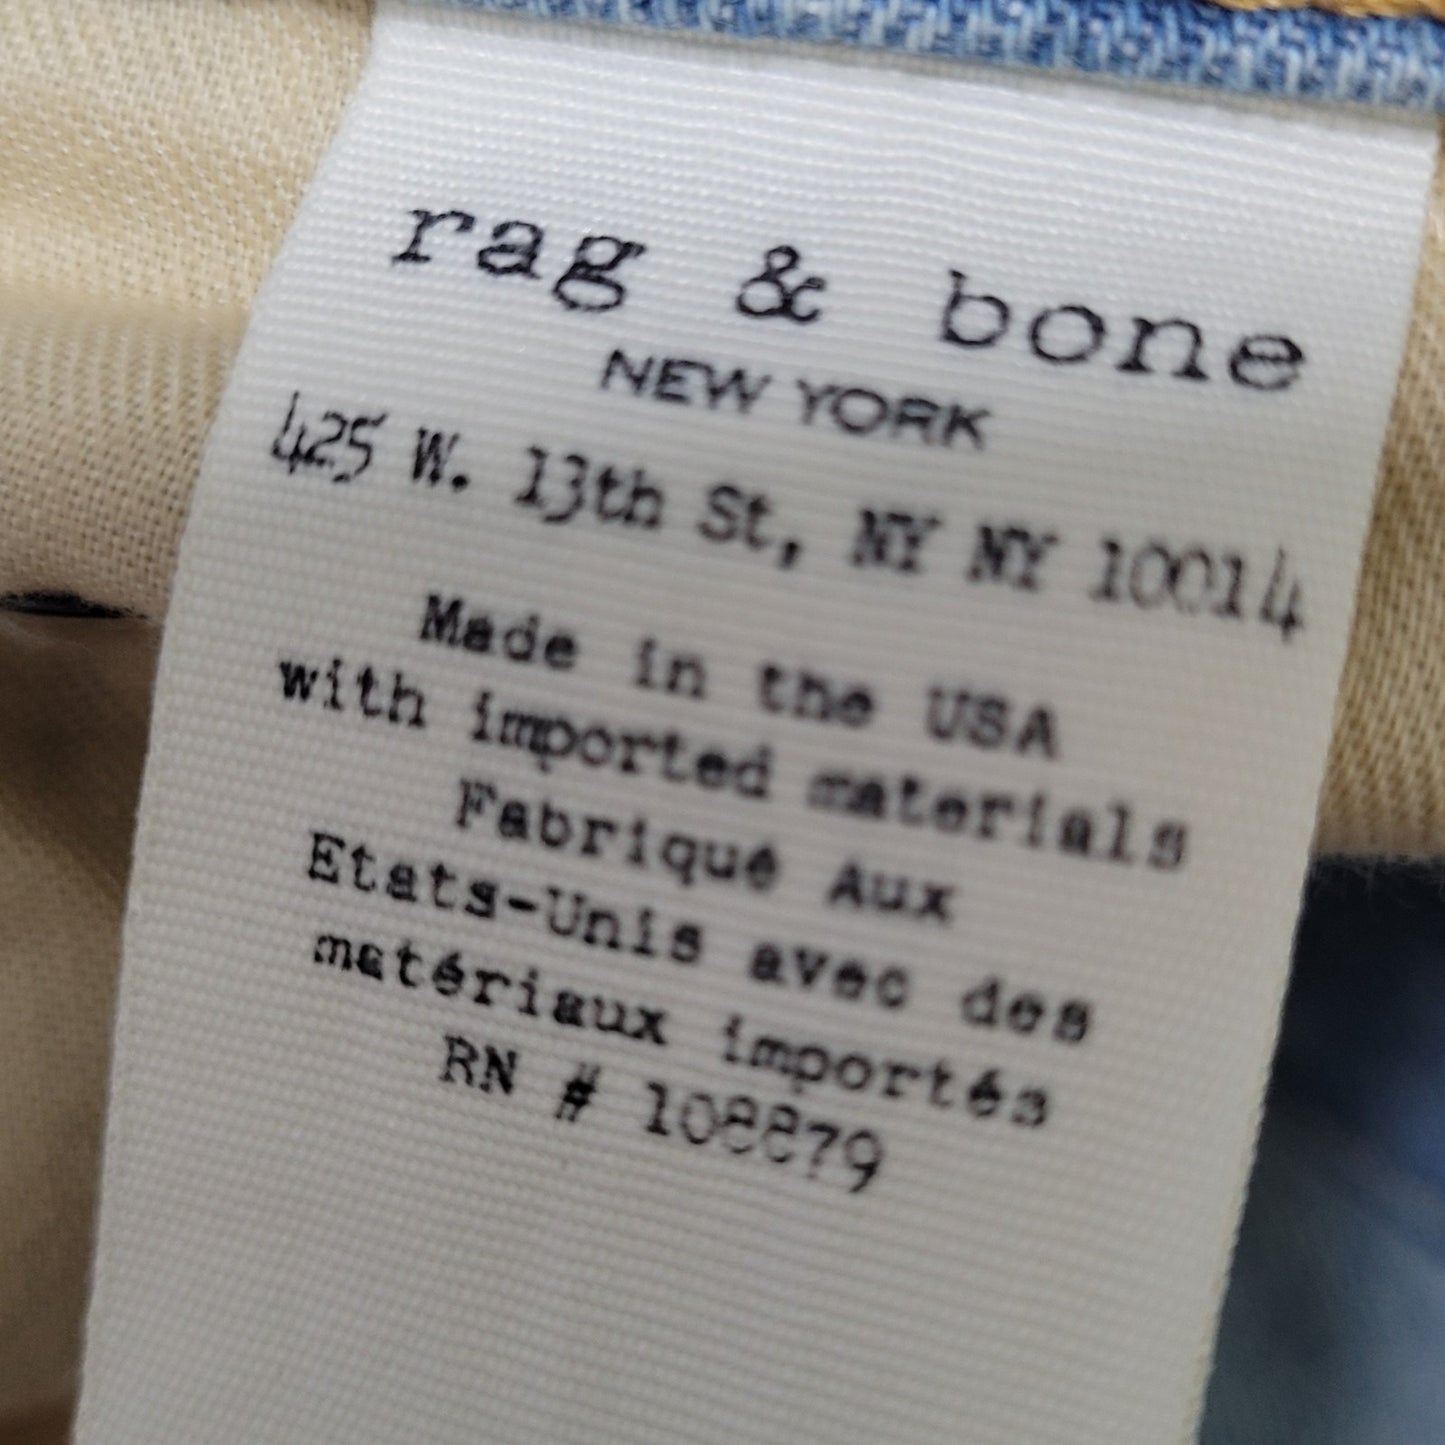 rag & bone
NEW YORK
425 W. 13th St, NY NY 10014
Made in the USA
with imported materials
Fabriqué Aux
Etats-Unis avec des
matériaux importés
RN # 108879